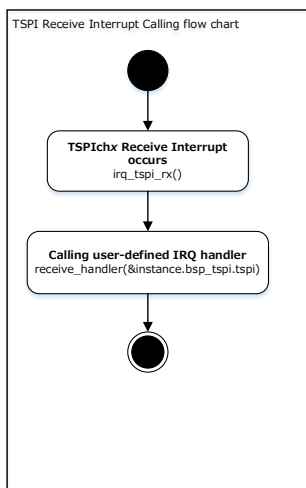 TSPI Receive Interrupt Calling flow chart
TSPIchx Receive Interrupt
occurs
irq_tspi_rx()
Calling user-defined IRQ handler
receive_handler(&instance.bsp_tspi.tspi)